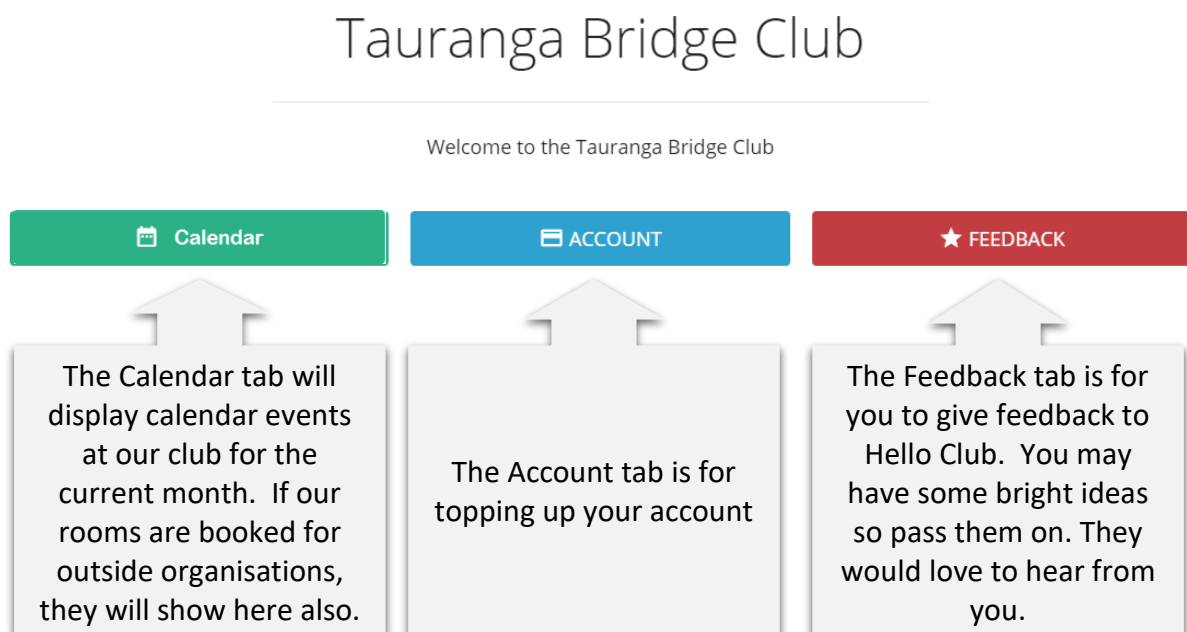 Tauranga Bridge Club
Welcome to the Tauranga Bridge Club
Calendar
ACCOUNT
FEEDBACK
The Calendar tab will
display calendar events
at our club for the
current month.  If our
rooms are booked for
outside organisations,
they will show here also.
The Account tab is for
topping up your account
The Feedback tab is for
you to give feedback to
Hello Club.  You may
have some bright ideas
so pass them on. They
would love to hear from
you.